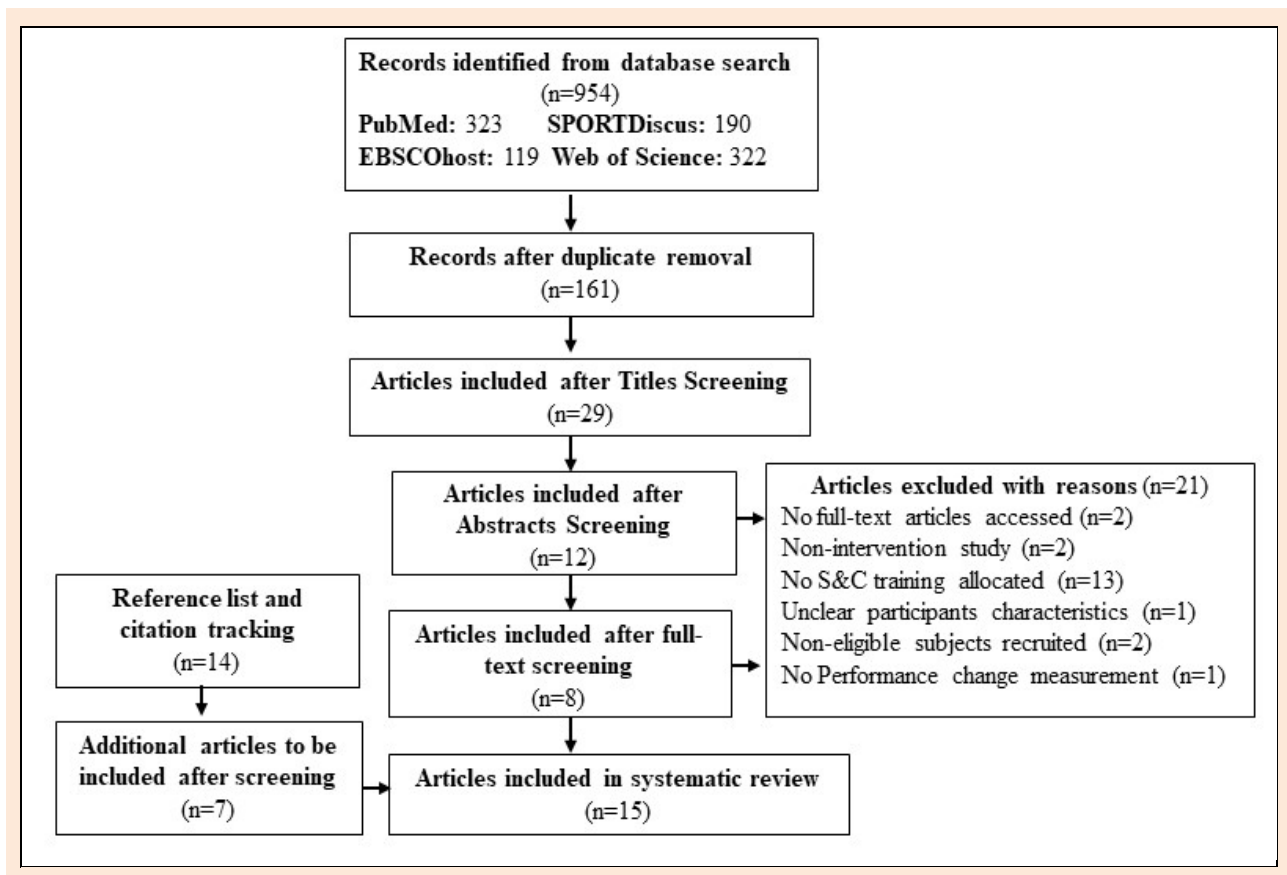 Records identified from database search
(n=954)
PubMed: 323 SPORTDiscus: 190
EBSCOhost: 119 Web of Science: 322
Records after duplicate removal
(n=161)
Articles included after Titles Screening
(n=29)
Articles included after
Abstracts Screening
(n=12)
Articles excluded with reasons (n=21)
No full-text articles accessed (n=2)
Non-intervention study (n=2)
No S&C training allocated (n=13)
Unclear participants characteristics (n=1)
Non-eligible subjects recruited (n=2)
No Performance change measurement (n=1)
Reference list and
citation tracking
(n=14)
Articles included after full-
text screening
(n=8)
Additional articles to be
included after screening
(n=7)
Articles included in systematic review
(n=15)